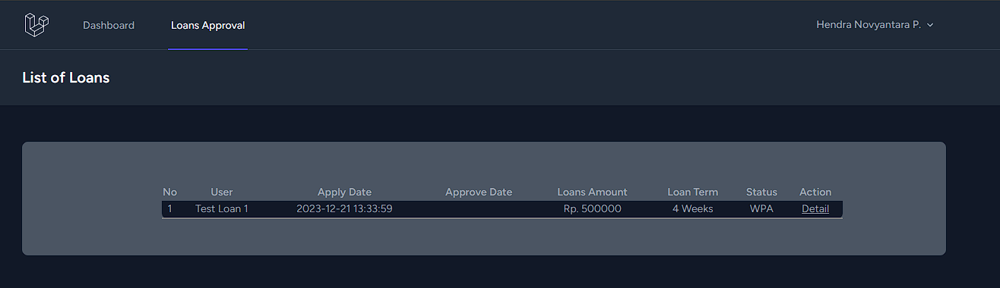 Dashboard Loans Approval Hendra Novyantara P.
List of Loans
No User Apply Date Approve Date Loans Amount Loan Term Status Action
1 Test Loan 1 2023-12-21 13:33:59 Rp. 500000 4 Weeks WPA Detail